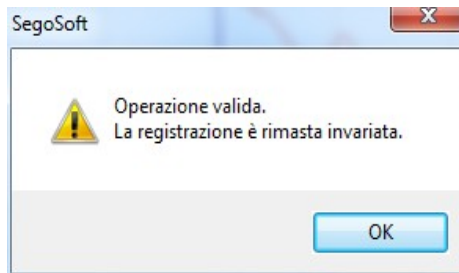 SegoSoft
Operazione valida.
La registrazione è rimasta invariata.
OK